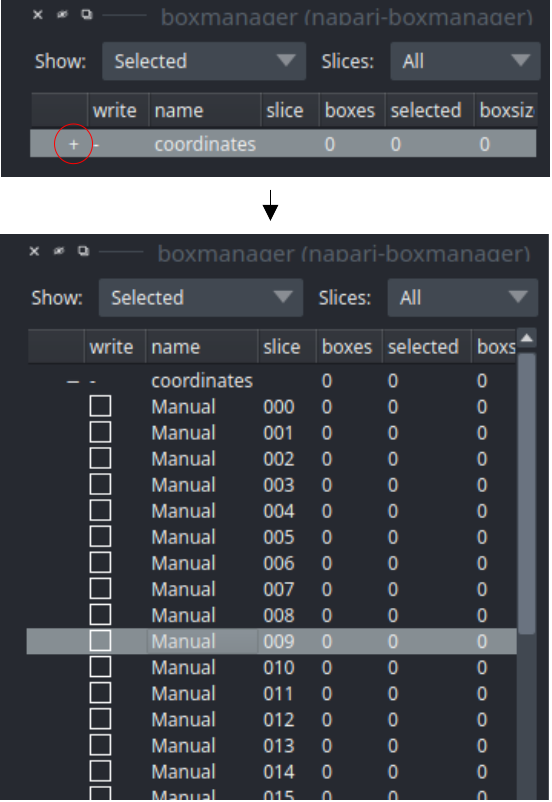 boxmanager (napari-boxmanager)
Show: Selected Slices: All
write name slice boxes selected boxsiz
+ - coordinates 0 0 0
boxmanager (napari-boxmanager)
Show: Selected Slices: All
write name slice boxes selected boxs
– - coordinates 0 0 0
Manual 000 0 0 0
Manual 001 0 0 0
Manual 002 0 0 0
Manual 003 0 0 0
Manual 004 0 0 0
Manual 005 0 0 0
Manual 006 0 0 0
Manual 007 0 0 0
Manual 008 0 0 0
Manual 009 0 0 0
Manual 010 0 0 0
Manual 011 0 0 0
Manual 012 0 0 0
Manual 013 0 0 0
Manual 014 0 0 0
Manual 015 0 0 0